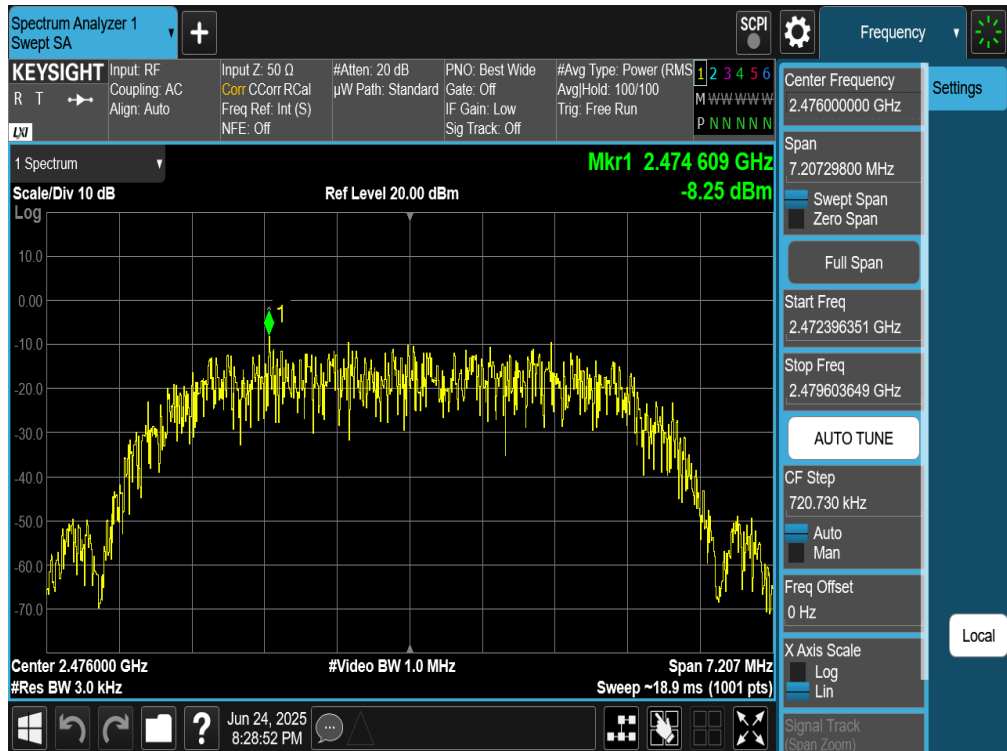 Spectrum Analyzer 1
Swept SA
+
SCPI
Frequency
KEYSIGHT
R T
LXI
Input: RF
Coupling: AC
Align: Auto
Input Z: 50 Ω
Corr CCorr RCal
Freq Ref: Int (S)
NFE: Off
#Atten: 20 dB
µW Path: Standard
PNO: Best Wide
Gate: Off
IF Gain: Low
Sig Track: Off
#Avg Type: Power (RMS
Avg|Hold: 100/100
Trig: Free Run
1 2 3 4 5 6
M W W W W W
P N N N N N
1 Spectrum
Scale/Div 10 dB
Ref Level 20.00 dBm
Mkr1 2.474 609 GHz
-8.25 dBm
Log
10.0
0.00
-10.0
-20.0
-30.0
-40.0
-50.0
-60.0
-70.0
1
Center 2.476000 GHz
#Video BW 1.0 MHz
Span 7.207 MHz
#Res BW 3.0 kHz
Sweep ~18.9 ms (1001 pts)
Center Frequency
2.476000000 GHz
Settings
Span
7.20729800 MHz
Swept Span
Zero Span
Full Span
Start Freq
2.472396351 GHz
Stop Freq
2.479603649 GHz
AUTO TUNE
CF Step
720.730 kHz
Auto
Man
Freq Offset
0 Hz
X Axis Scale
Log
Lin
Local
Signal Track
(Span Zoom)
?
Jun 24, 2025
8:28:52 PM